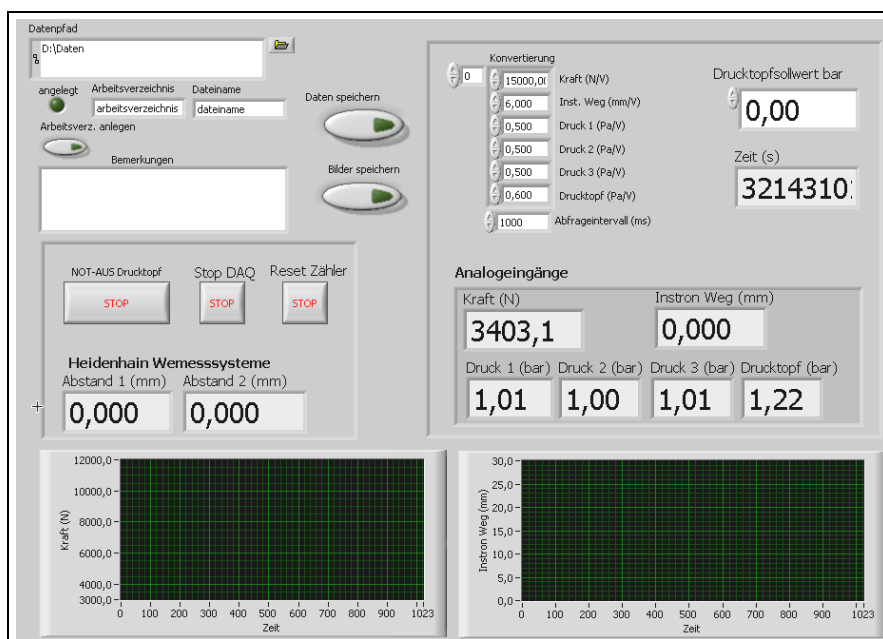 Datenpfad
D:\Daten
angelegt
Arbeitsverzeichnis
Dateiname
arbeitsverzeichnis
dateiname
Arbeitsverz. anlegen
Bemerkungen
Daten speichern
Bilder speichern
Konvertierung
0
15000,0
Kraft (N/V)
6,000
Inst. Weg (mm/V)
0,500
Druck 1 (Pa/V)
0,500
Druck 2 (Pa/V)
0,500
Druck 3 (Pa/V)
0,600
Drucktopf (Pa/V)
1000
Abfrageintervall (ms)
Drucktopfsollwert bar
0,00
Zeit (s)
3214310
NOT-AUS Drucktopf
Stop DAQ
Reset Zähler
STOP
STOP
STOP
Heidenhain Wemesssysteme
Abstand 1 (mm)
Abstand 2 (mm)
0,000
0,000
Analogeingänge
Kraft (N)
Instron Weg (mm)
3403,1
0,000
Druck 1 (bar)
Druck 2 (bar)
Druck 3 (bar)
Drucktopf (bar)
1,01
1,00
1,01
1,22
12000,0
10000,0
8000,0
6000,0
4000,0
3000,0
Kraft (N)
0 100 200 300 400 500 600 700 800 900 1023
Zeit
30,0
25,0
20,0
15,0
10,0
5,0
0,0
Instron Weg (mm)
0 100 200 300 400 500 600 700 800 900 1023
Zeit